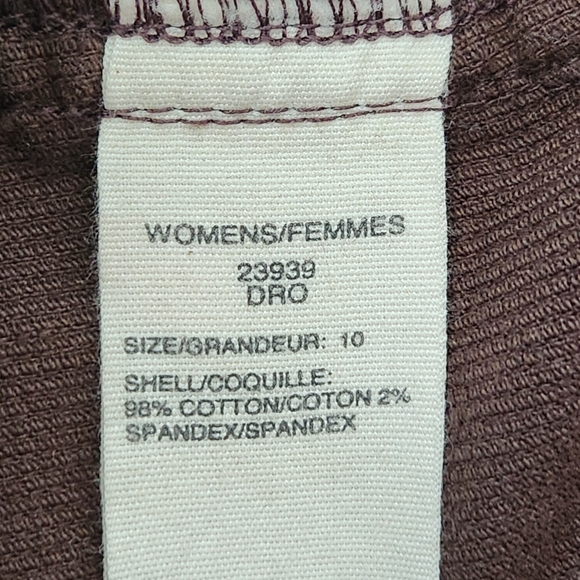 WOMENS/FEMMES
23939
DRO
SIZE/GRANDEUR: 10
SHELL/COQUILLE:
98% COTTON/COTON 2%
SPANDEX/SPANDEX